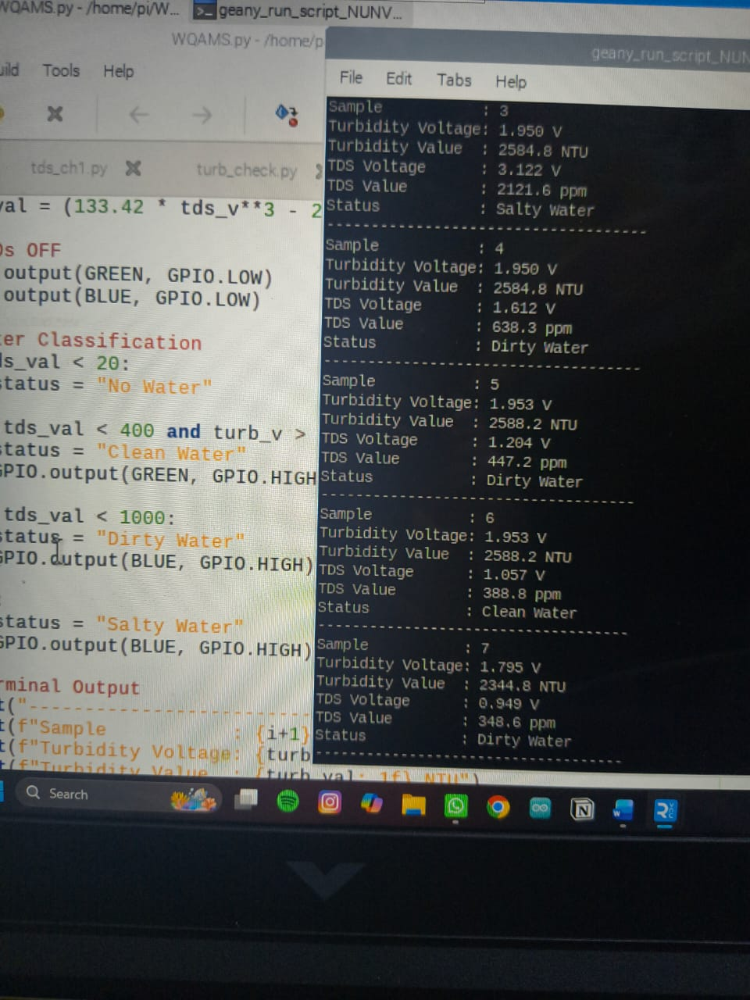 WQAMS.py - /home/pi/W...
geany_run_script_NUNV...
WQAMS.py - /home/p
geany_run_script_NUN
Tools Help
File Edit Tabs Help
tds_ch1.py turb_check.py
val = (133.42 * tds_v**3 - 2
OFF
output(GREEN, GPIO.LOW)
output(BLUE, GPIO.LOW)
Classification
ds_val < 20:
status = "No Water"
tds_val < 400 and turb_v >
status = "Clean Water"
GPIO.output(GREEN, GPIO.HIGH
tds_val < 1000:
status = "Dirty Water"
GPIO.output(BLUE, GPIO.HIGH)
:
status = "Salty Water"
GPIO.output(BLUE, GPIO.HIGH)
rminal Output
t("--------------------------
t(f"Sample : {i+1}
t(f"Turbidity Voltage: {turb
t(f"Turbidity Value : {turb_val:.1f} NTU")
Sample : 3
Turbidity Voltage: 1.950 V
Turbidity Value : 2584.8 NTU
TDS Voltage : 3.122 V
TDS Value : 2121.6 ppm
Status : Salty Water
-----------------------------------
Sample : 4
Turbidity Voltage: 1.950 V
Turbidity Value : 2584.8 NTU
TDS Voltage : 1.612 V
TDS Value : 638.3 ppm
Status : Dirty Water
-----------------------------------
Sample : 5
Turbidity Voltage: 1.953 V
Turbidity Value : 2588.2 NTU
TDS Voltage : 1.204 V
TDS Value : 447.2 ppm
Status : Dirty Water
-----------------------------------
Sample : 6
Turbidity Voltage: 1.953 V
Turbidity Value : 2588.2 NTU
TDS Voltage : 1.057 V
TDS Value : 388.8 ppm
Status : Clean Water
-----------------------------------
Sample : 7
Turbidity Voltage: 1.795 V
Turbidity Value : 2344.8 NTU
TDS Voltage : 0.949 V
TDS Value : 348.6 ppm
Status : Dirty Water
-----------------------------------
Search